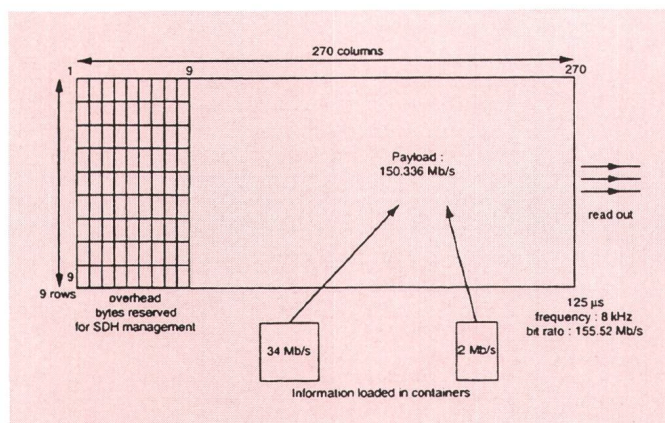 270 columns
1
9
270
Payload :
150.336 Mb/s
read out
9
9 rows
overhead
bytes reserved
for SDH management
125 µs
frequency : 8 kHz
bit rato : 155.52 Mb/s
34 Mb/s
2 Mb/s
Information loaded in containers